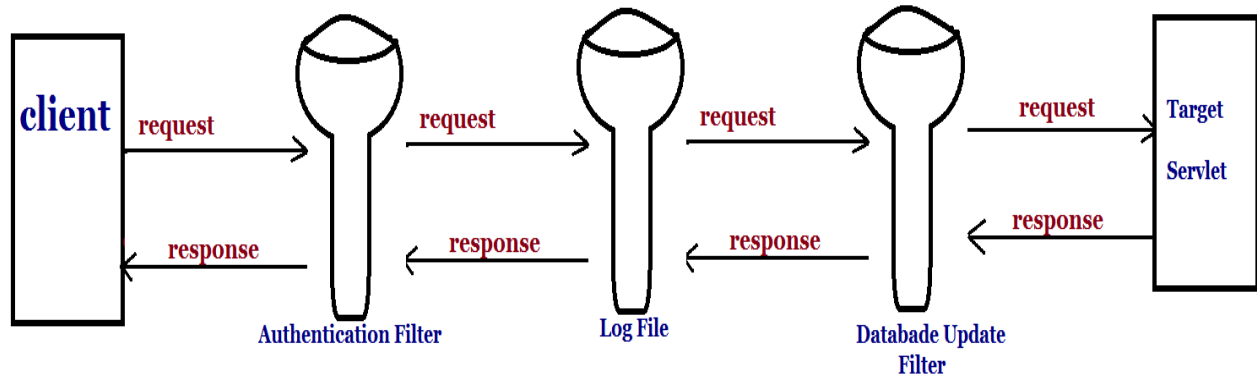 client
request
request
request
request
Target
Servlet
response
response
response
response
Authentication Filter
Log File
Databade Update
Filter